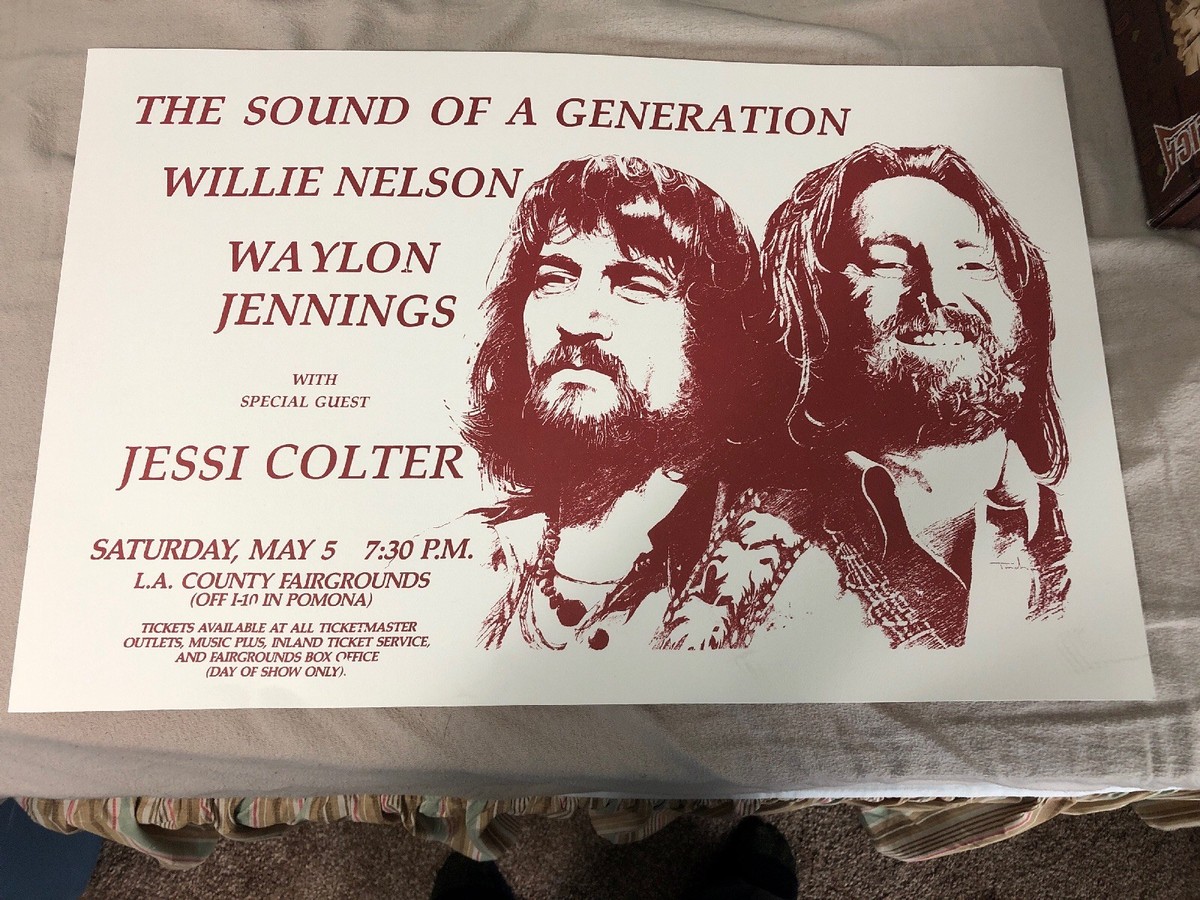 THE SOUND OF A GENERATION
WILLIE NELSON
WAYLON
JENNINGS
WITH
SPECIAL GUEST
JESSI COLTER
SATURDAY, MAY 5 7:30 P.M.
L.A. COUNTY FAIRGROUNDS
(OFF I-10 IN POMONA)
TICKETS AVAILABLE AT ALL TICKETMASTER
OUTLETS, MUSIC PLUS, INLAND TICKET SERVICE,
AND FAIRGROUNDS BOX OFFICE
(DAY OF SHOW ONLY).